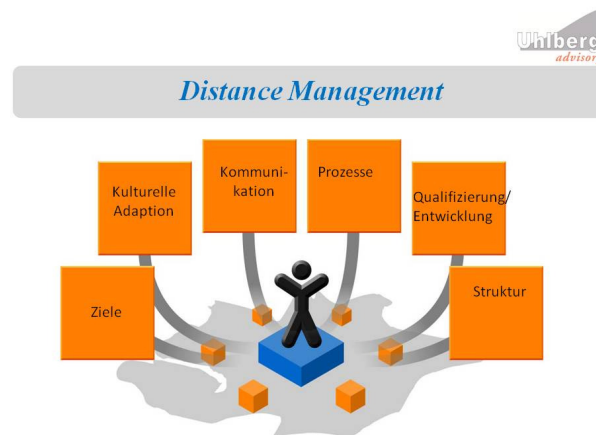 Uhlberg
advisor
Distance Management
Ziele
Kulturelle
Adaption
Kommuni-
kation
Prozesse
Qualifizierung/
Entwicklung
Struktur